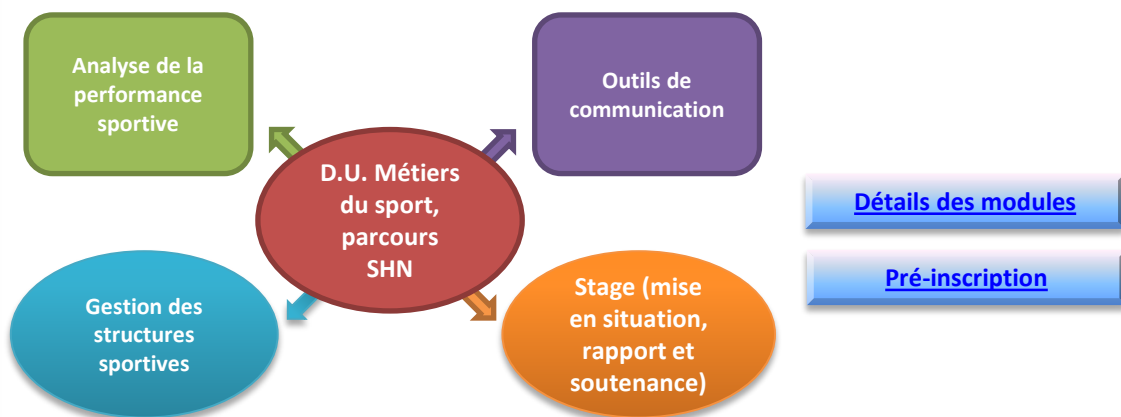 Analyse de la
performance
sportive
Outils de
communication
D.U. Métiers
du sport,
parcours
SHN
Détails des modules
Pré-inscription
Gestion des
structures
sportives
Stage (mise
en situation,
rapport et
soutenance)